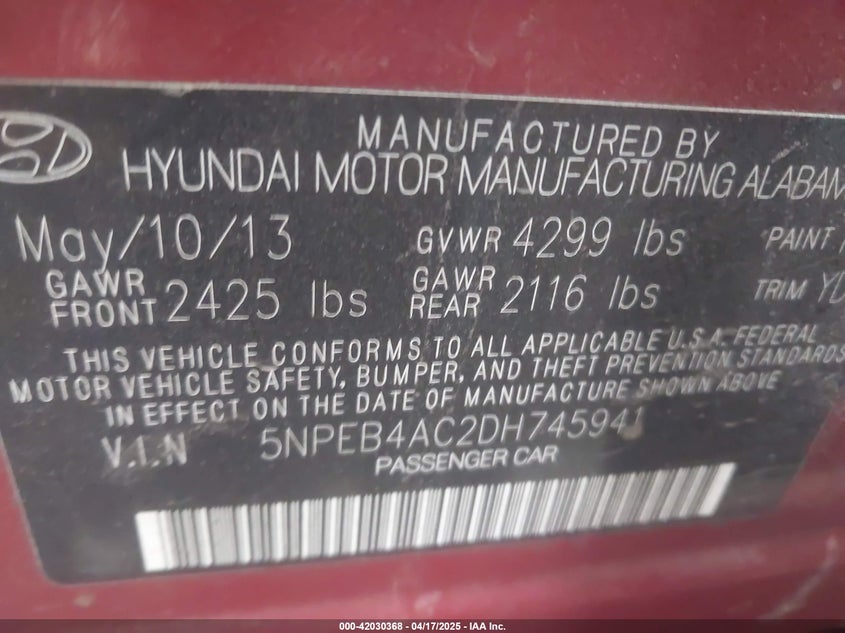 MANUFACTURED BY
HYUNDAI MOTOR MANUFACTURING ALABAM
May/10/13 GVWR 4299 lbs PAINT
GAWR FRONT 2425 lbs GAWR REAR 2116 lbs TRIM YD
THIS VEHICLE CONFORMS TO ALL APPLICABLE U.S.A. FEDERAL
MOTOR VEHICLE SAFETY, BUMPER, AND THEFT PREVENTION STANDARDS
IN EFFECT ON THE DATE OF MANUFACTURE SHOWN ABOVE
V.I.N 5NPEB4AC2DH745941
PASSENGER CAR
000-42030368 - 04/17/2025 - IAA Inc.